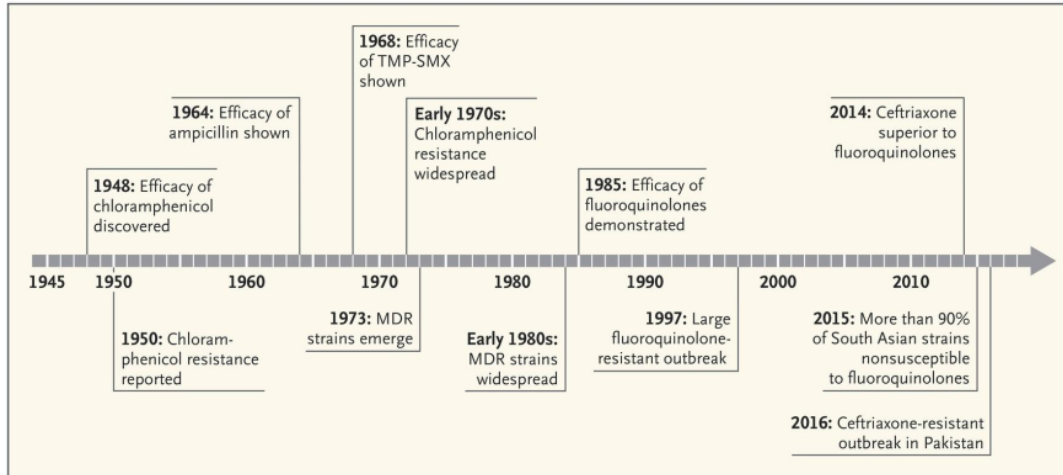 1968: Efficacy
of TMP-SMX
shown
1964: Efficacy of
ampicillin shown
Early 1970s:
Chloramphenicol
resistance
widespread
2014: Ceftriaxone
superior to
fluoroquinolones
1948: Efficacy of
chloramphenicol
discovered
1985: Efficacy of
fluoroquinolones
demonstrated
1945 1950 1960 1970 1980 1990 2000 2010
1950: Chloram-
phenicol resistance
reported
1973: MDR
strains emerge
Early 1980s:
MDR strains
widespread
1997: Large
fluoroquinolone-
resistant outbreak
2015: More than 90%
of South Asian strains
nonsusceptible
to fluoroquinolones
2016: Ceftriaxone-resistant
outbreak in Pakistan